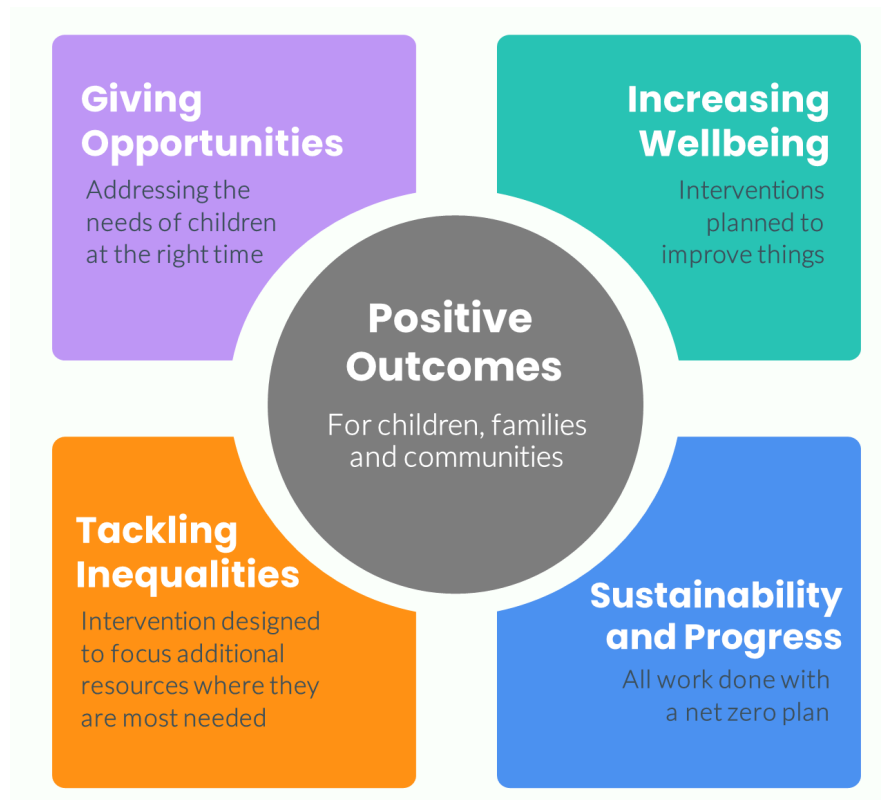 Giving
Opportunities
Addressing the
needs of children
at the right time
Increasing
Wellbeing
Interventions
planned to
improve things
Positive
Outcomes
For children, families
and communities
Tackling
Inequalities
Intervention designed
to focus additional
resources where they
are most needed
Sustainability
and Progress
All work done with
a net zero plan